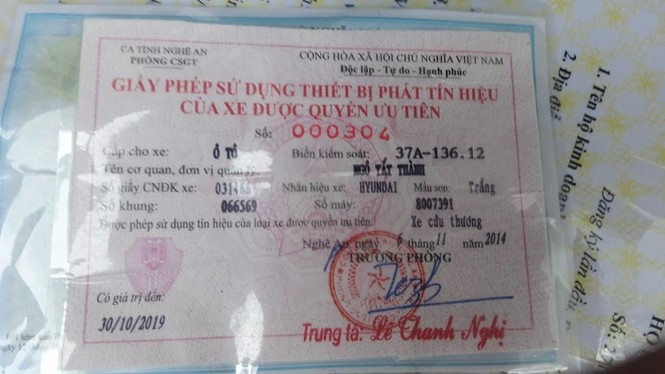 CA TỈNH NGHỆ AN
PHÒNG CSGT
CỘNG HÒA XÃ HỘI CHỦ NGHĨA VIỆT NAM
Độc lập - Tự do - Hạnh phúc
GIẤY PHÉP SỬ DỤNG THIẾT BỊ PHÁT TÍN HIỆU
CỦA XE ĐƯỢC QUYỀN ƯU TIÊN
Số: 000304
Cấp cho xe: Ô TÔ Biển kiểm soát: 37A-136.12
Tên cơ quan, đơn vị quản lý: NGÔ TẤT THÀNH
Số giấy CNĐK xe: Nhãn hiệu xe: HYUNDAI Màu sơn: Trắng
Số khung: 066569 Số máy: 8007391
Được phép sử dụng tín hiệu của loại xe được quyền ưu tiên: Xe cứu thương
Nghệ An, ngày 6 tháng 11 năm 2014
TRƯỞNG PHÒNG
Có giá trị đến:
30/10/2019
Trung tá: Lê Thanh Nghị
1. Tên hộ kinh doanh
2. Địa
Đăng ký lần đầu,
Số: